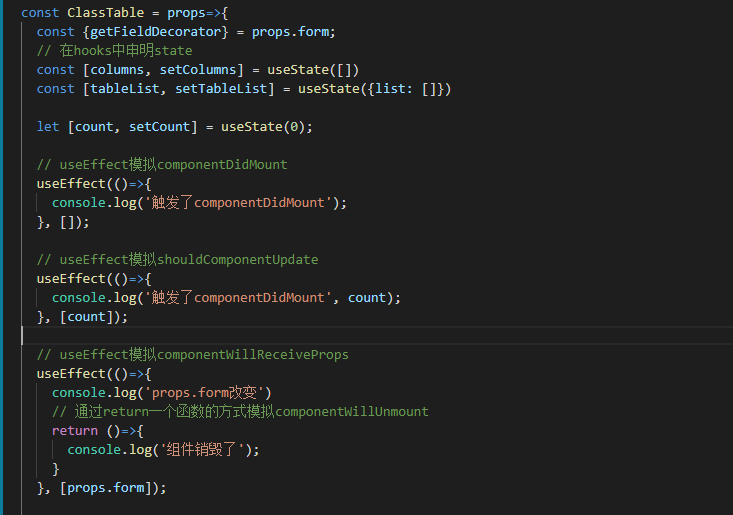 const ClassTable = props=>{
const {getFieldDecorator} = props.form;
// 在hooks中申明state
const [columns, setColumns] = useState([])
const [tableList, setTableList] = useState({list: []})
let [count, setCount] = useState(0);
// useEffect模拟componentDidMount
useEffect(()=>{
console.log('触发了componentDidMount');
}, []);
// useEffect模拟shouldComponentUpdate
useEffect(()=>{
console.log('触发了componentDidMount', count);
}, [count]);
// useEffect模拟componentWillReceiveProps
useEffect(()=>{
console.log('props.form改变')
// 通过return一个函数的方式模拟componentWillUnmount
return ()=>{
console.log('组件销毁了');
}
}, [props.form]);